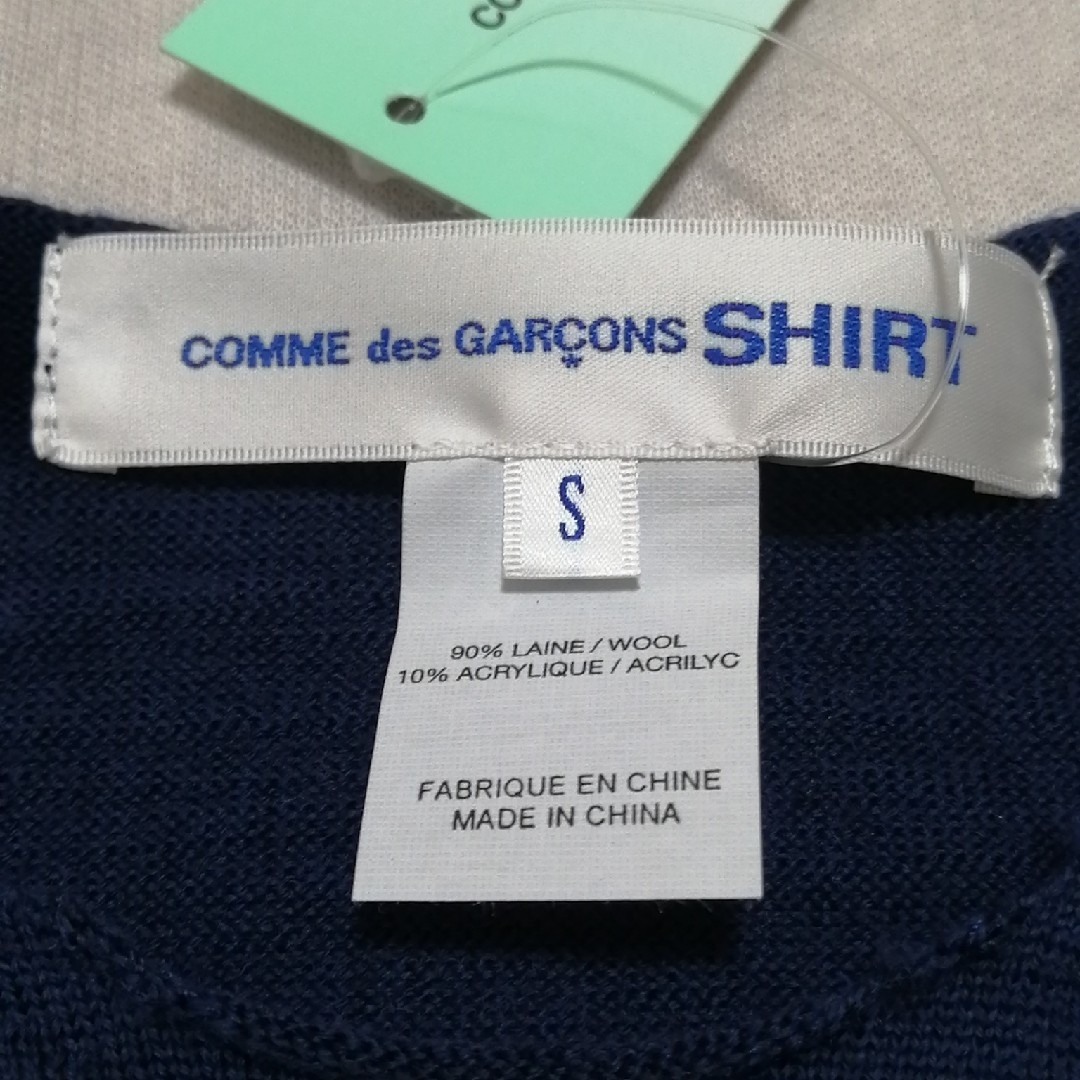 COMME des GARÇONS SHIRT
S
90% LAINE / WOOL
10% ACRYLIQUE / ACRILYC
FABRIQUE EN CHINE
MADE IN CHINA